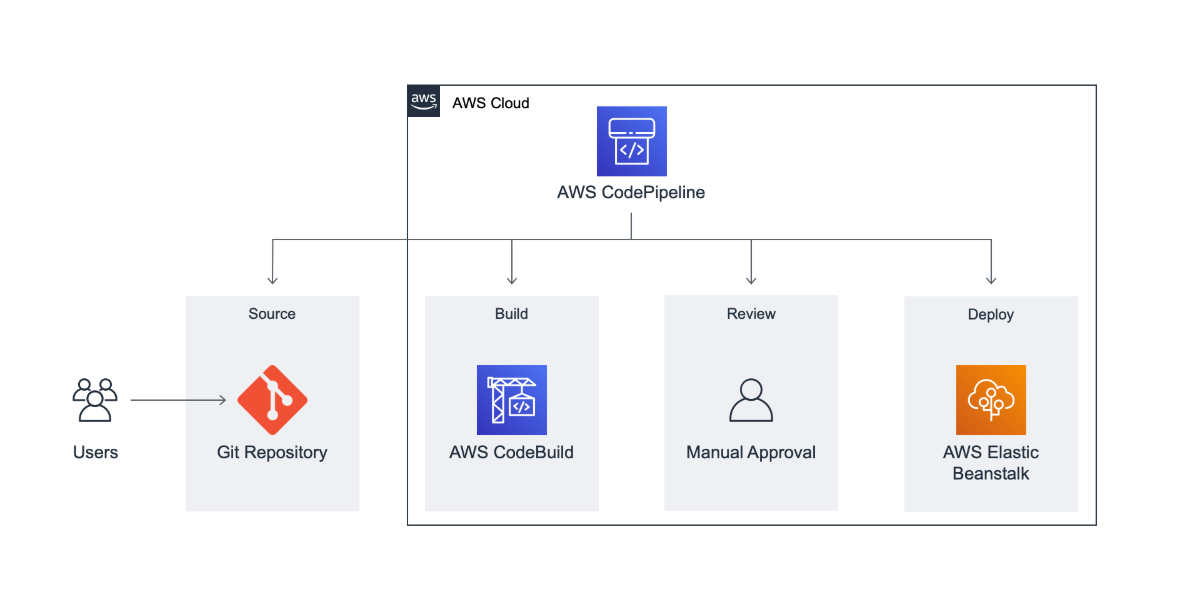 aws
AWS Cloud
</>
AWS CodePipeline
Source
Build
Review
Deploy
</>
Users
Git Repository
AWS CodeBuild
Manual Approval
AWS Elastic
Beanstalk